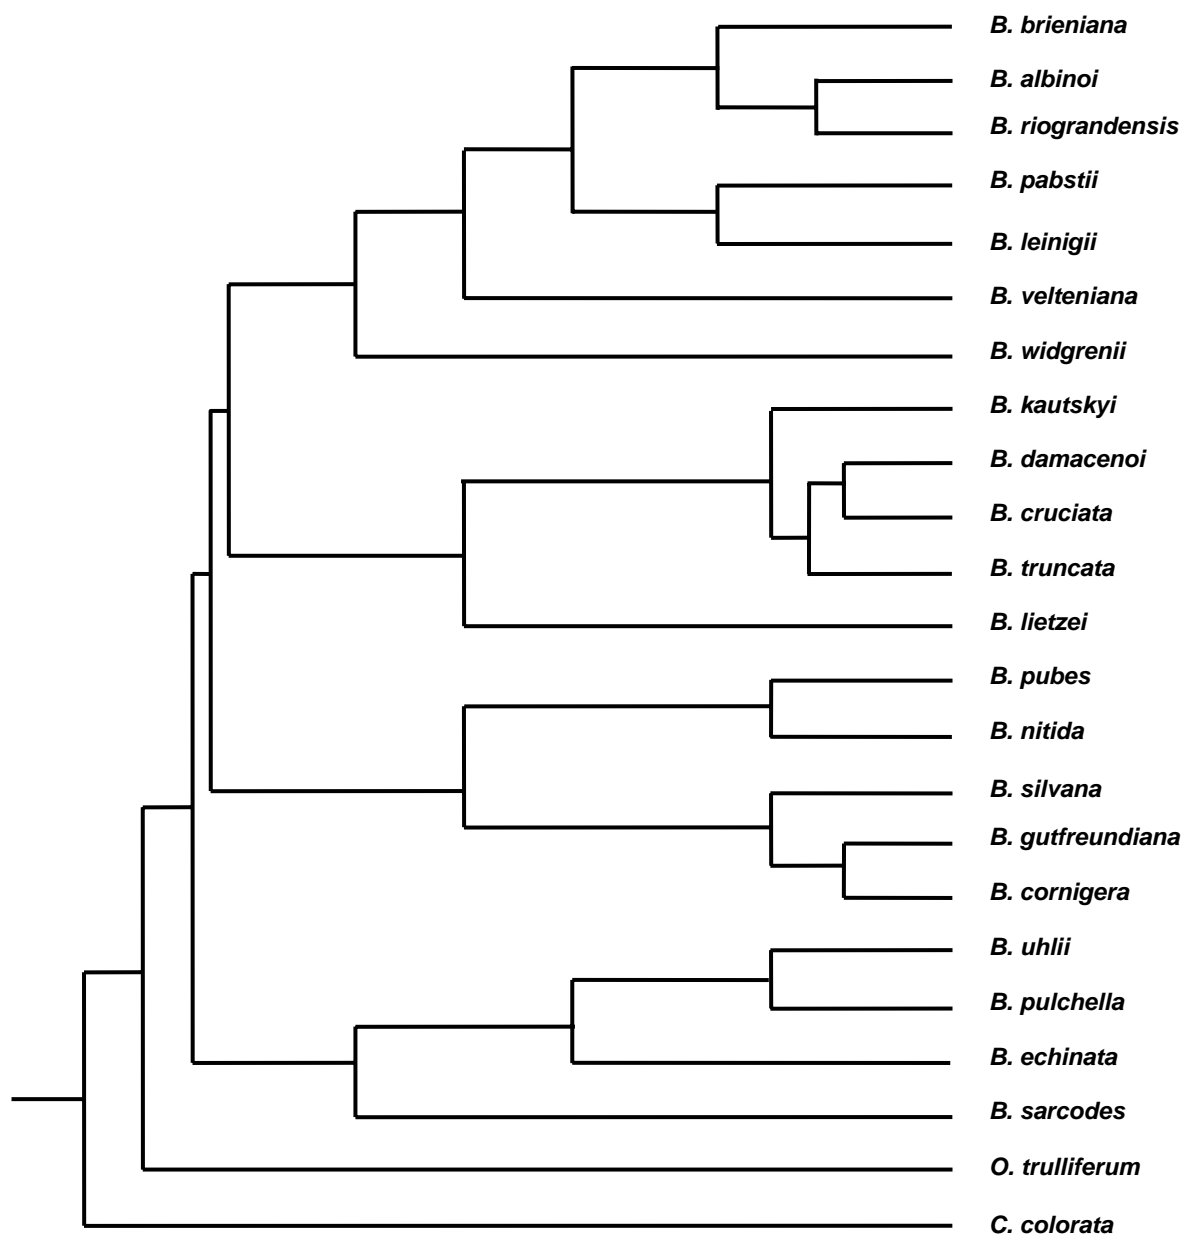 B. brieniana
B. albinoi
B. riograndensis
B. pabstii
B. leinigii
B. velteniana
B. widgrenii
B. kautskyi
B. damacenoi
B. cruciata
B. truncata
B. lietzei
B. pubes
B. nitida
B. silvana
B. gutfreundiana
B. cornigera
B. uhlii
B. pulchella
B. echinata
B. sarcodes
O. trulliferum
C. colorata